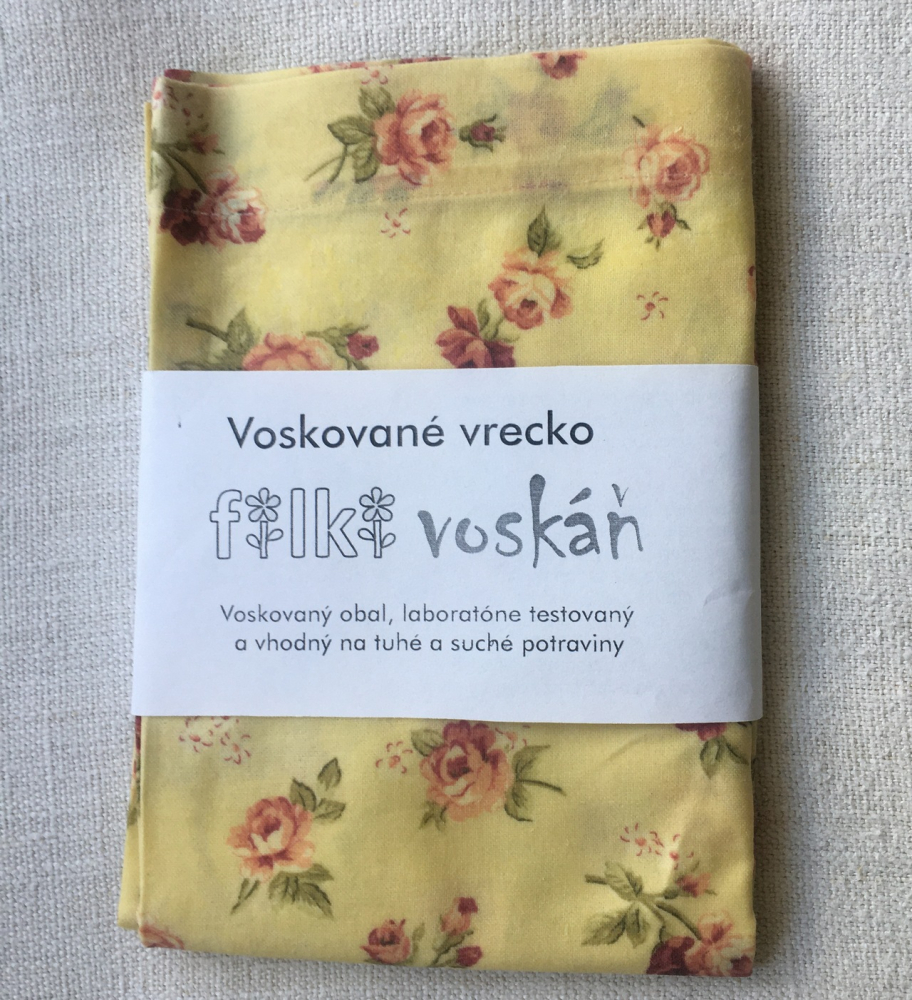 Voskované vrecko
filki voskáň
Voskovaný obal, laboratóne testovaný
a vhodný na tuhé a suché potraviny